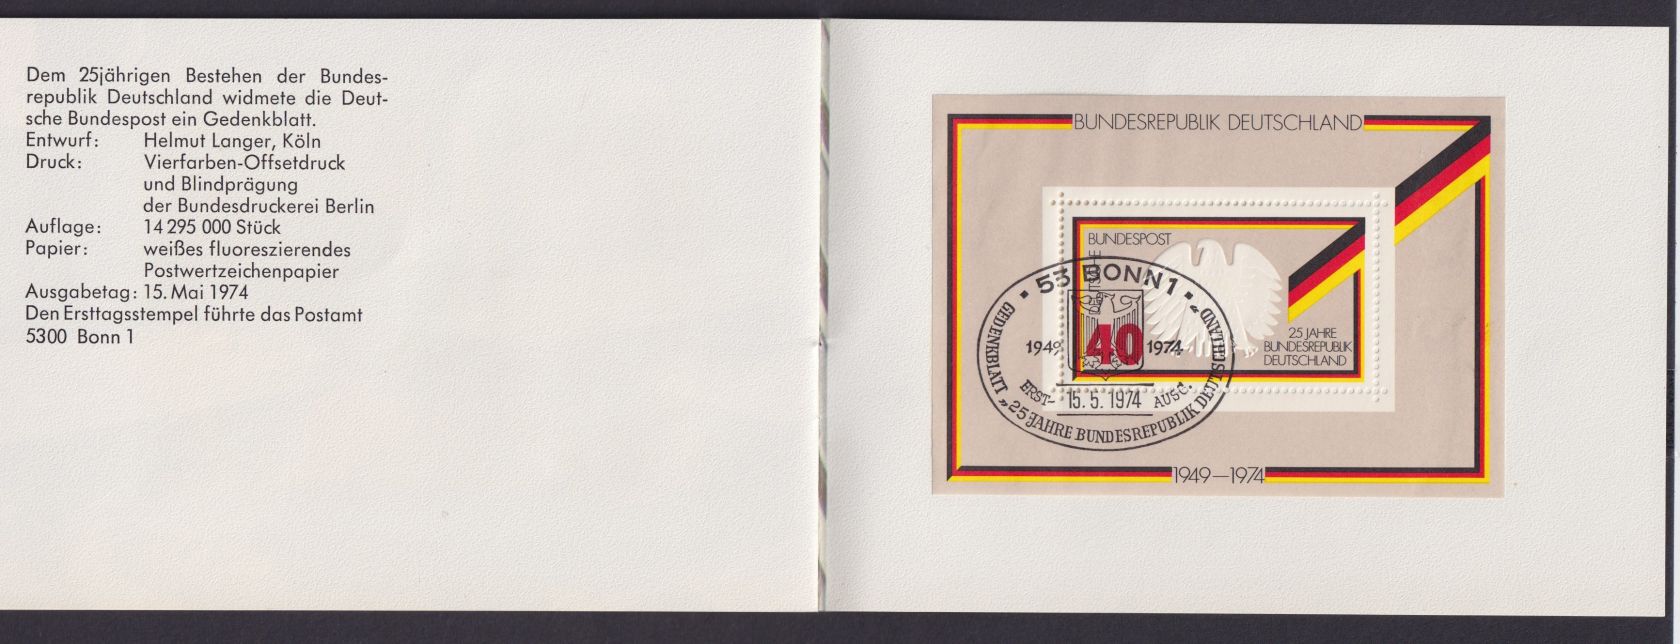 Dem 25jährigen Bestehen der Bundes-
republik Deutschland widmete die Deut-
sche Bundespost ein Gedenkblatt.
Entwurf: Helmut Langer, Köln
Druck: Vierfarben-Offsetdruck
und Blindprägung
der Bundesdruckerei Berlin
Auflage: 14 295 000 Stück
Papier: weißes fluoreszierendes
Postwertzeichenpapier
Ausgabetag: 15. Mai 1974
Den Ersttagsstempel führte das Postamt
5300 Bonn 1
BUNDESREPUBLIK DEUTSCHLAND
BUNDESPOST
DEUTSCHE
40
25 JAHRE
BUNDESREPUBLIK
DEUTSCHLAND
53 BONN 1
1949 1974
ERST- 15.5.1974 AUSG.
GEDENKBLATT „25 JAHRE BUNDESREPUBLIK DEUTSCHLAND“
1949—1974